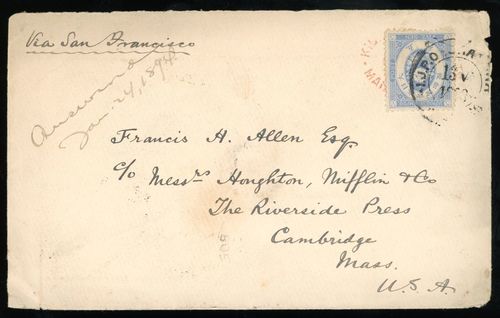 Via San Francisco
Answered
Jan 24, 1894
Francis H. Allen Esq.
c/o Messrs Houghton, Mifflin & Co
The Riverside Press
Cambridge
Mass.
U.S.A.